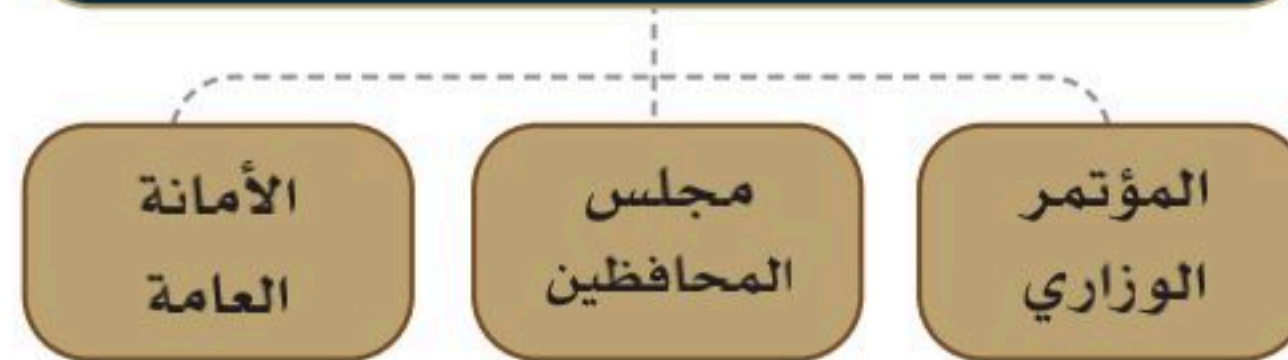 المؤتمر
الوزاري
مجلس
المحافظين
الأمانة
العامة